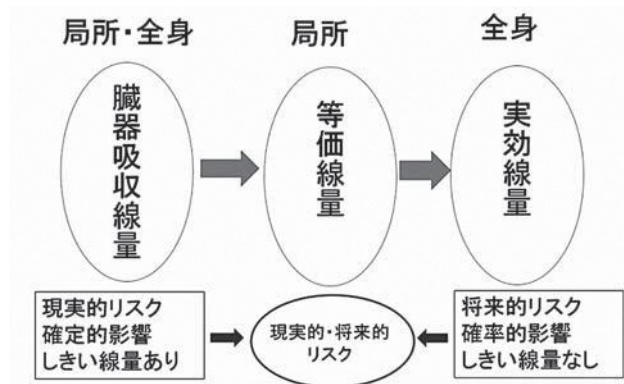 局所・全身
局所
全身
臓器吸収線量
等価線量
実効線量
現実的リスク
確定的影響
しきい線量あり
現実的・将来的
リスク
将来的リスク
確率的影響
しきい線量なし